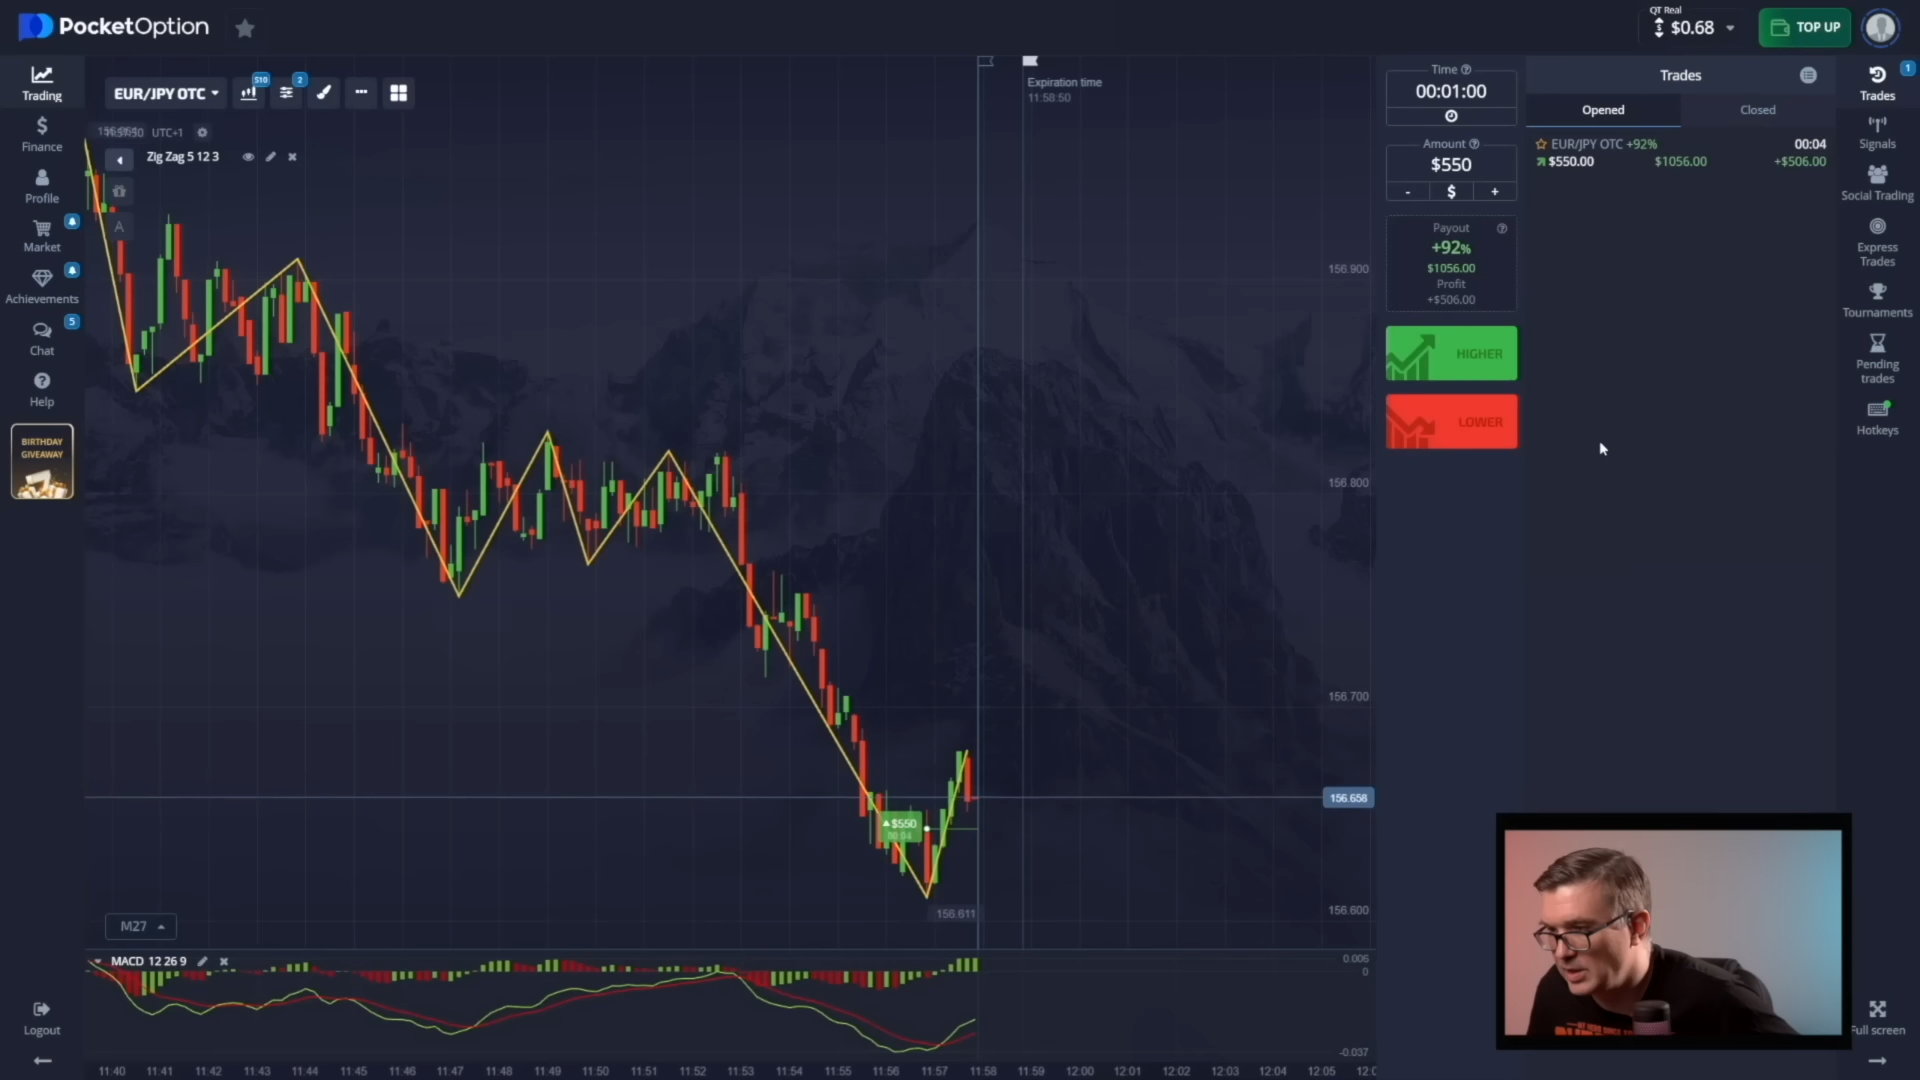 PocketOption
QT Real
$0.68
TOP UP
Trading
Finance
Profile
Market
Achievements
5
Chat
Help
BIRTHDAY
GIVEAWAY
Logout
EUR/JPY OTC
S10
2
UTC+1
Zig Zag 5 12 3
A
Expiration time
11:58:50
156.900
156.800
156.700
156.658
156.600
$550
00:04
156.611
M27
MACD 12 26 9
0.006
0
-0.037
11:40 11:41 11:42 11:43 11:44 11:45 11:46 11:47 11:48 11:49 11:50 11:51 11:52 11:53 11:54 11:55 11:56 11:57 11:58 11:59 12:00 12:01 12:02 12:03 12:04 12:05
Time
00:01:00
Amount
$550
- $ +
Payout
+92%
$1056.00
Profit
+$506.00
HIGHER
LOWER
Trades
Opened Closed
EUR/JPY OTC +92% 00:04
$550.00 $1056.00 +$506.00
1
Trades
Signals
Social Trading
Express
Trades
Tournaments
Pending
trades
Hotkeys
Full screen